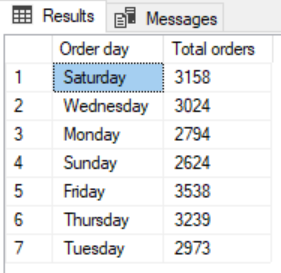 Results Messages
Order day Total orders
1 Saturday 3158
2 Wednesday 3024
3 Monday 2794
4 Sunday 2624
5 Friday 3538
6 Thursday 3239
7 Tuesday 2973